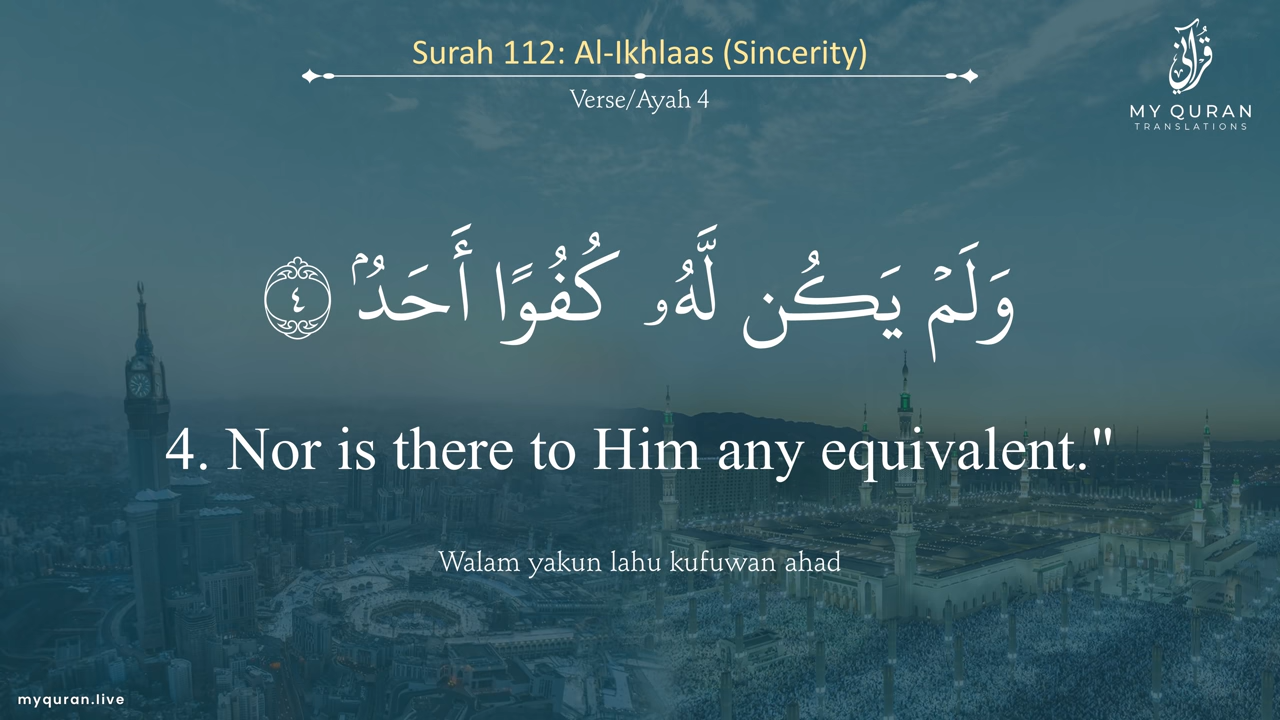 Surah 112: Al-Ikhlaas (Sincerity)
Verse/Ayah 4
قرآني
MY QURAN
TRANSLATIONS
وَلَمْ يَكُن لَّهُۥ كُفُوًا أَحَدٌۢ ٤
4. Nor is there to Him any equivalent."
Walam yakun lahu kufuwan ahad
myquran.live